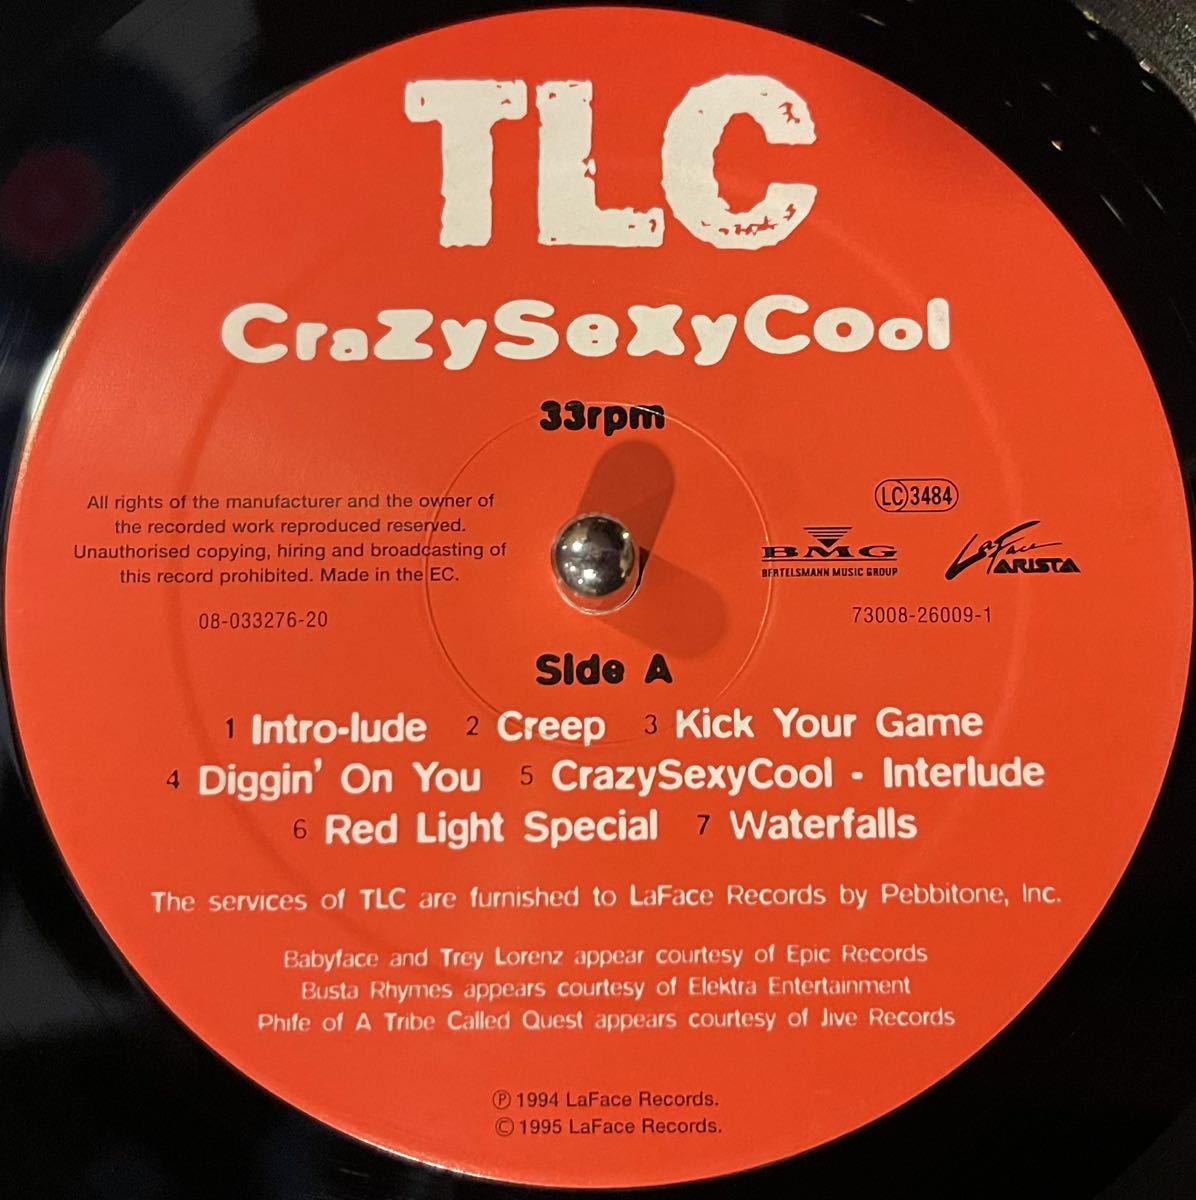 TLC
CrazySexyCool
33rpm
All rights of the manufacturer and the owner of
the recorded work reproduced reserved.
Unauthorised copying, hiring and broadcasting of
this record prohibited. Made in the EC.
08-033276-20
LC 3484
BMG
BERTELSMANN MUSIC GROUP
LaFace
ARISTA
73008-26009-1
Side A
1 Intro-lude 2 Creep 3 Kick Your Game
4 Diggin' On You 5 CrazySexyCool - Interlude
6 Red Light Special 7 Waterfalls
The services of TLC are furnished to LaFace Records by Pebbitone, Inc.
Babyface and Trey Lorenz appear courtesy of Epic Records
Busta Rhymes appears courtesy of Elektra Entertainment
Phife of A Tribe Called Quest appears courtesy of Jive Records
Ⓟ 1994 LaFace Records.
© 1995 LaFace Records.